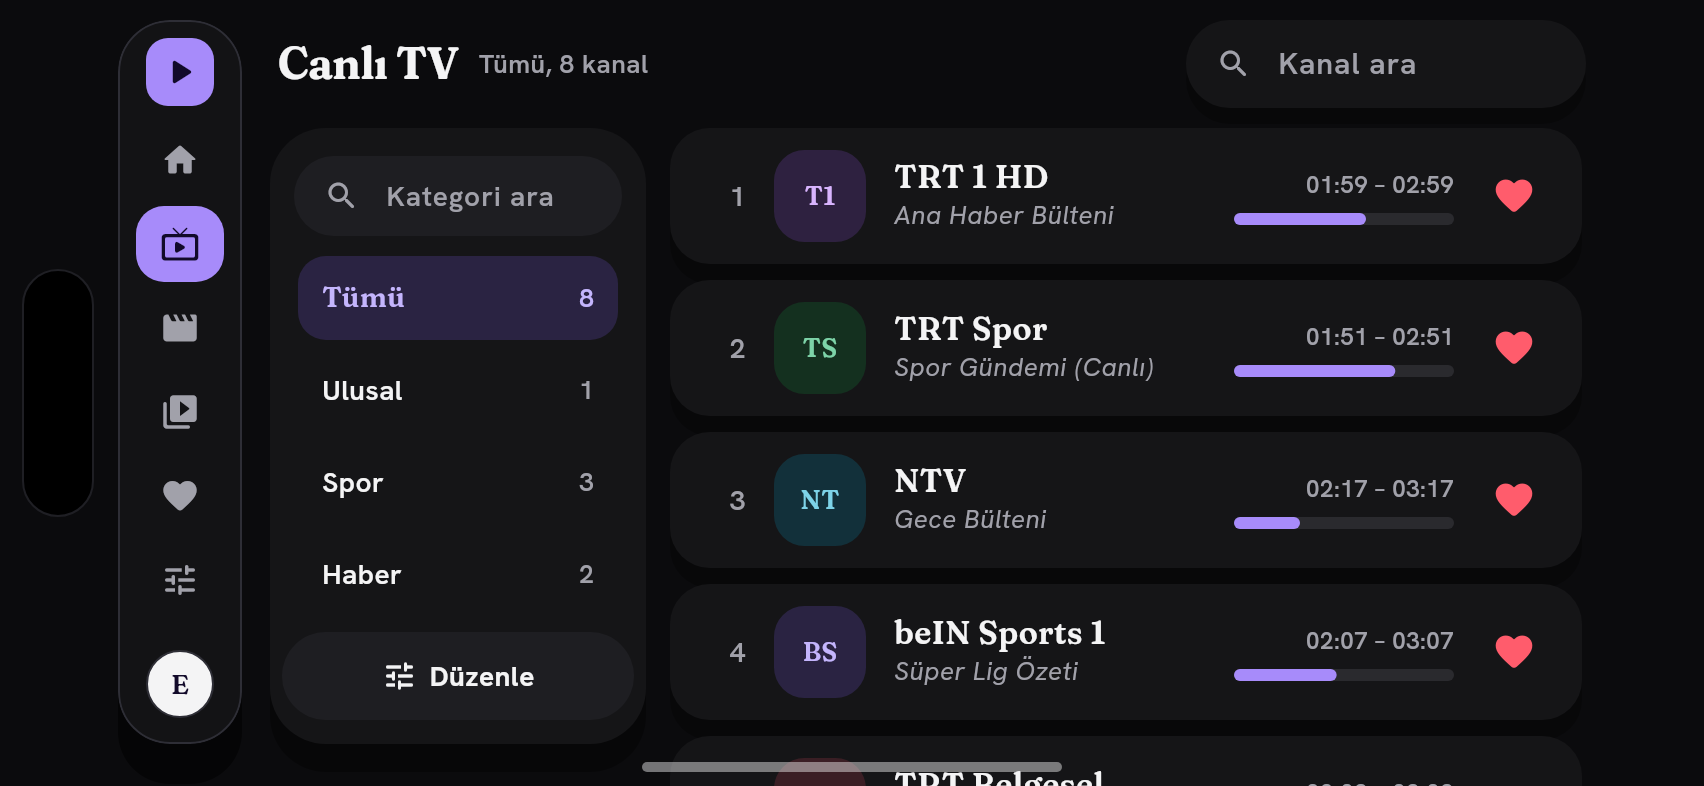 Canlı TV
Tümü, 8 kanal
Kanal ara
Kategori ara
Tümü 8
Ulusal 1
Spor 3
Haber 2
Düzenle
E
1 T1 TRT 1 HD 01:59 – 02:59
Ana Haber Bülteni
2 TS TRT Spor 01:51 – 02:51
Spor Gündemi (Canlı)
3 NT NTV 02:17 – 03:17
Gece Bülteni
4 BS beIN Sports 1 02:07 – 03:07
Süper Lig Özeti
TRT Belgesel